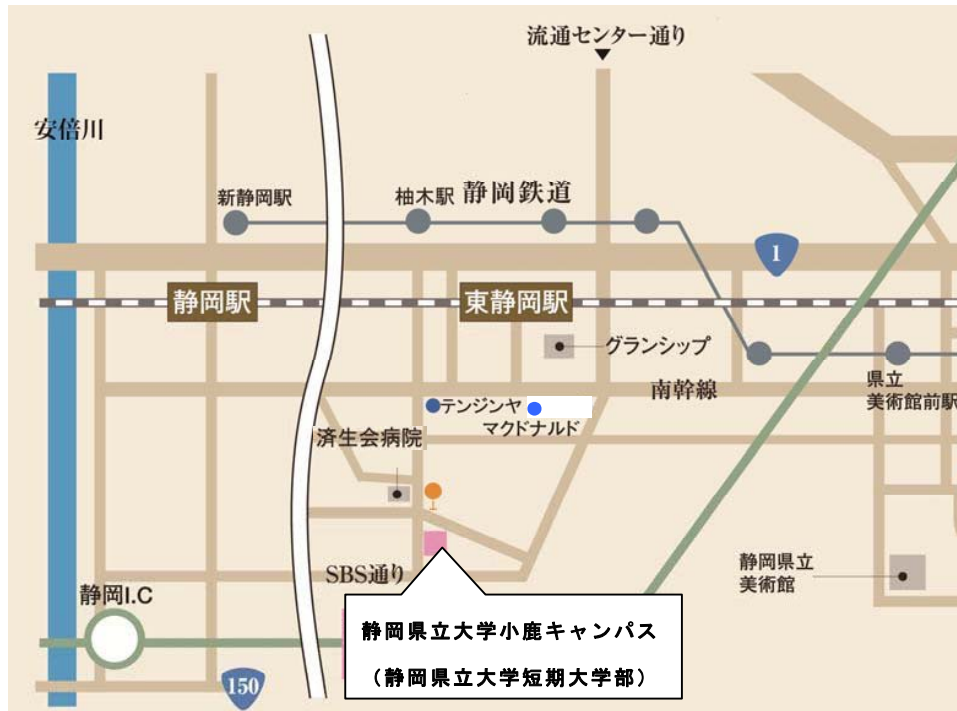 流通センター通り
安倍川
新静岡駅
柚木駅
静岡鉄道
1
静岡駅
東静岡駅
グランシップ
南幹線
県立
美術館前駅
テンジンヤ
マクドナルド
済生会病院
SBS通り
静岡県立
美術館
静岡I.C
静岡県立大学小鹿キャンパス
（静岡県立大学短期大学部）
150